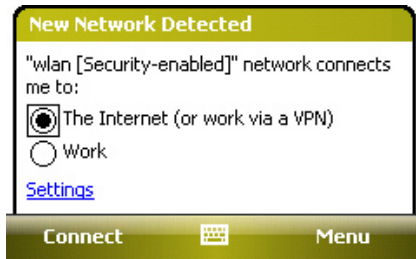 New Network Detected
"wlan [Security-enabled]" network connects
me to:
The Internet (or work via a VPN)
Work
Settings
Connect Menu